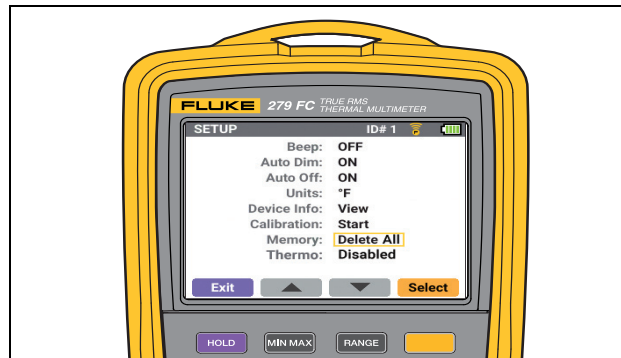 FLUKE 279 FC TRUE RMS
THERMAL MULTIMETER
SETUP ID# 1
Beep: OFF
Auto Dim: ON
Auto Off: ON
Units: °F
Device Info: View
Calibration: Start
Memory: Delete All
Thermo: Disabled
Exit Select
HOLD MIN MAX RANGE